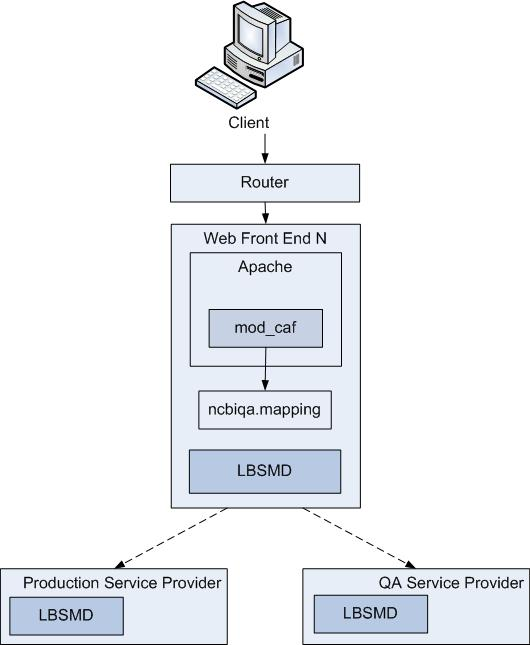 Client
Router
Web Front End N
Apache
mod_caf
ncbiqa.mapping
LBSMD
Production Service Provider
LBSMD
QA Service Provider
LBSMD